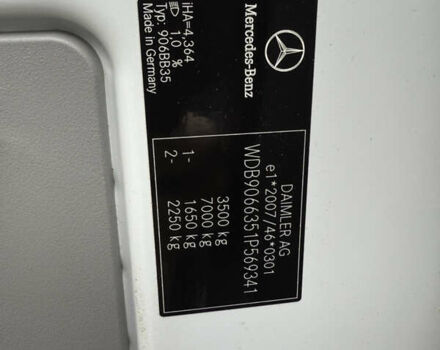 Mercedes-Benz
DAIMLER AG
e1*2007/46*0301
WDB9066351P569341
3500 kg
7000 kg
1- 1650 kg
2- 2250 kg
iHA=4,364
1,0 %
Typ: 906BB35
Made in Germany